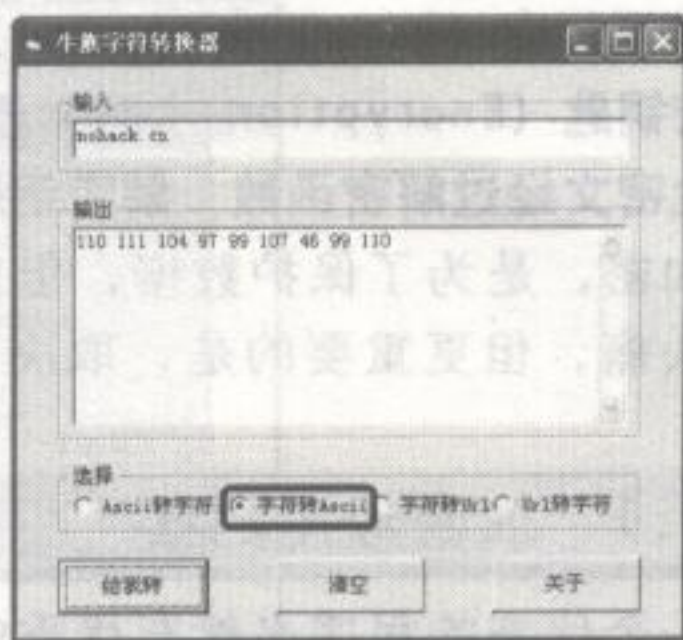 牛族字符转换器
输入
nohack.cn
输出
110 111 104 97 99 107 46 99 110
选择
Ascii转字符 字符转Ascii 字符转Url Url转字符
给我转 清空 关于